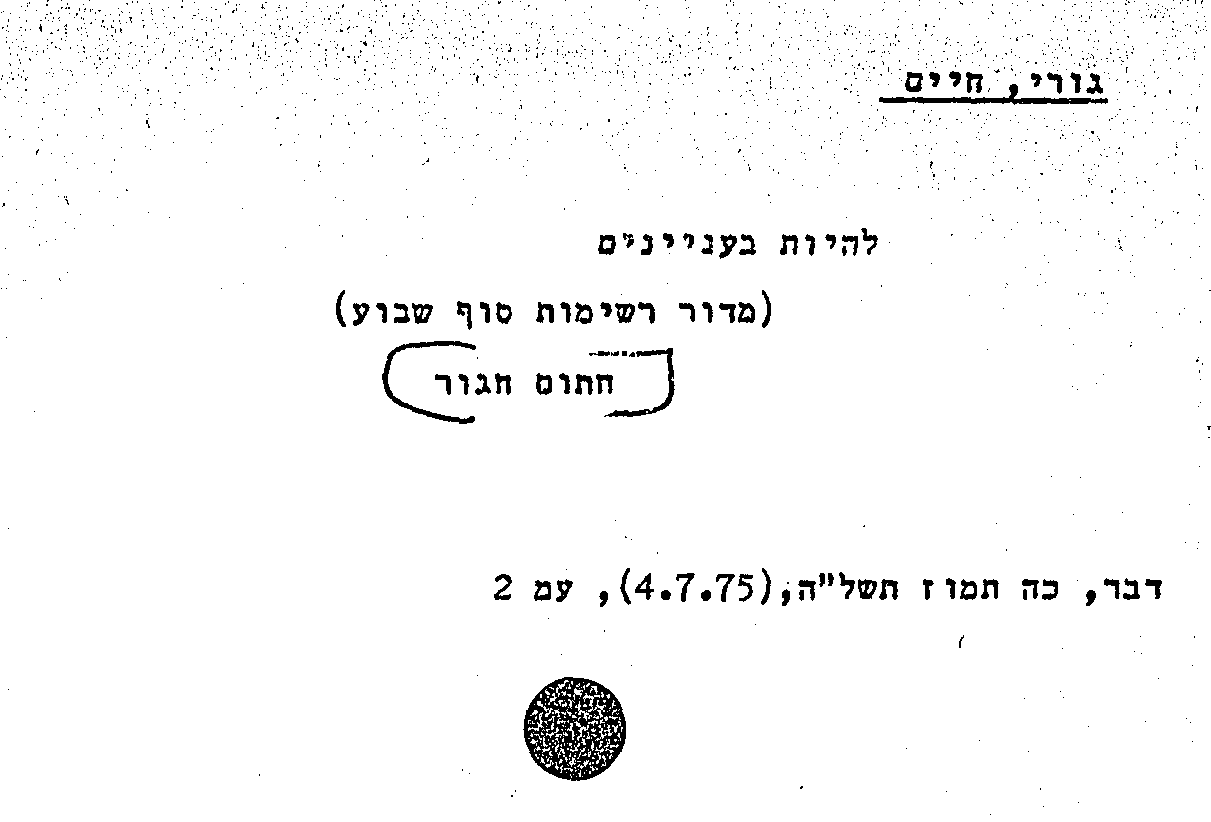 גורי, חיים
להיות בעניינים
(מדור רשימות סוף שבוע)
חתום חגור
דבר, כה תמוז תשל"ה,(4.7.75), עמ 2